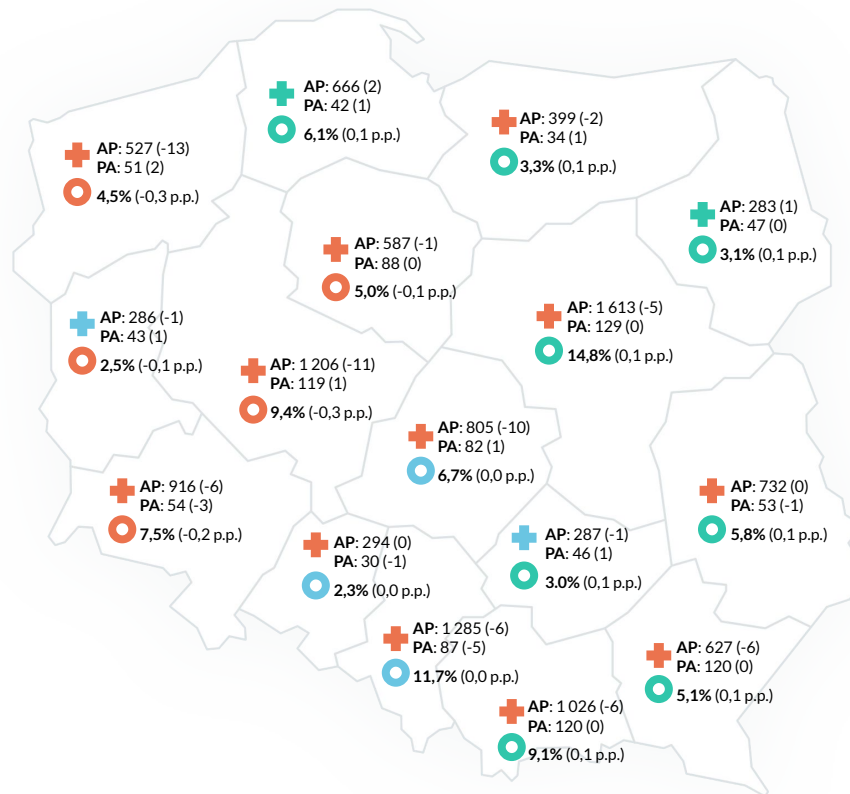 AP: 666 (2)
PA: 42 (1)
6,1% (0,1 p.p.)
AP: 399 (-2)
PA: 34 (1)
3,3% (0,1 p.p.)
AP: 527 (-13)
PA: 51 (2)
4,5% (-0,3 p.p.)
AP: 283 (1)
PA: 47 (0)
3,1% (0,1 p.p.)
AP: 587 (-1)
PA: 88 (0)
5,0% (-0,1 p.p.)
AP: 286 (-1)
PA: 43 (1)
2,5% (-0,1 p.p.)
AP: 1 613 (-5)
PA: 129 (0)
14,8% (0,1 p.p.)
AP: 1 206 (-11)
PA: 119 (1)
9,4% (-0,3 p.p.)
AP: 805 (-10)
PA: 82 (1)
6,7% (0,0 p.p.)
AP: 916 (-6)
PA: 54 (-3)
7,5% (-0,2 p.p.)
AP: 732 (0)
PA: 53 (-1)
5,8% (0,1 p.p.)
AP: 294 (0)
PA: 30 (-1)
2,3% (0,0 p.p.)
AP: 287 (-1)
PA: 46 (1)
3.0% (0,1 p.p.)
AP: 1 285 (-6)
PA: 87 (-5)
11,7% (0,0 p.p.)
AP: 627 (-6)
PA: 120 (0)
5,1% (0,1 p.p.)
AP: 1 026 (-6)
PA: 120 (0)
9,1% (0,1 p.p.)